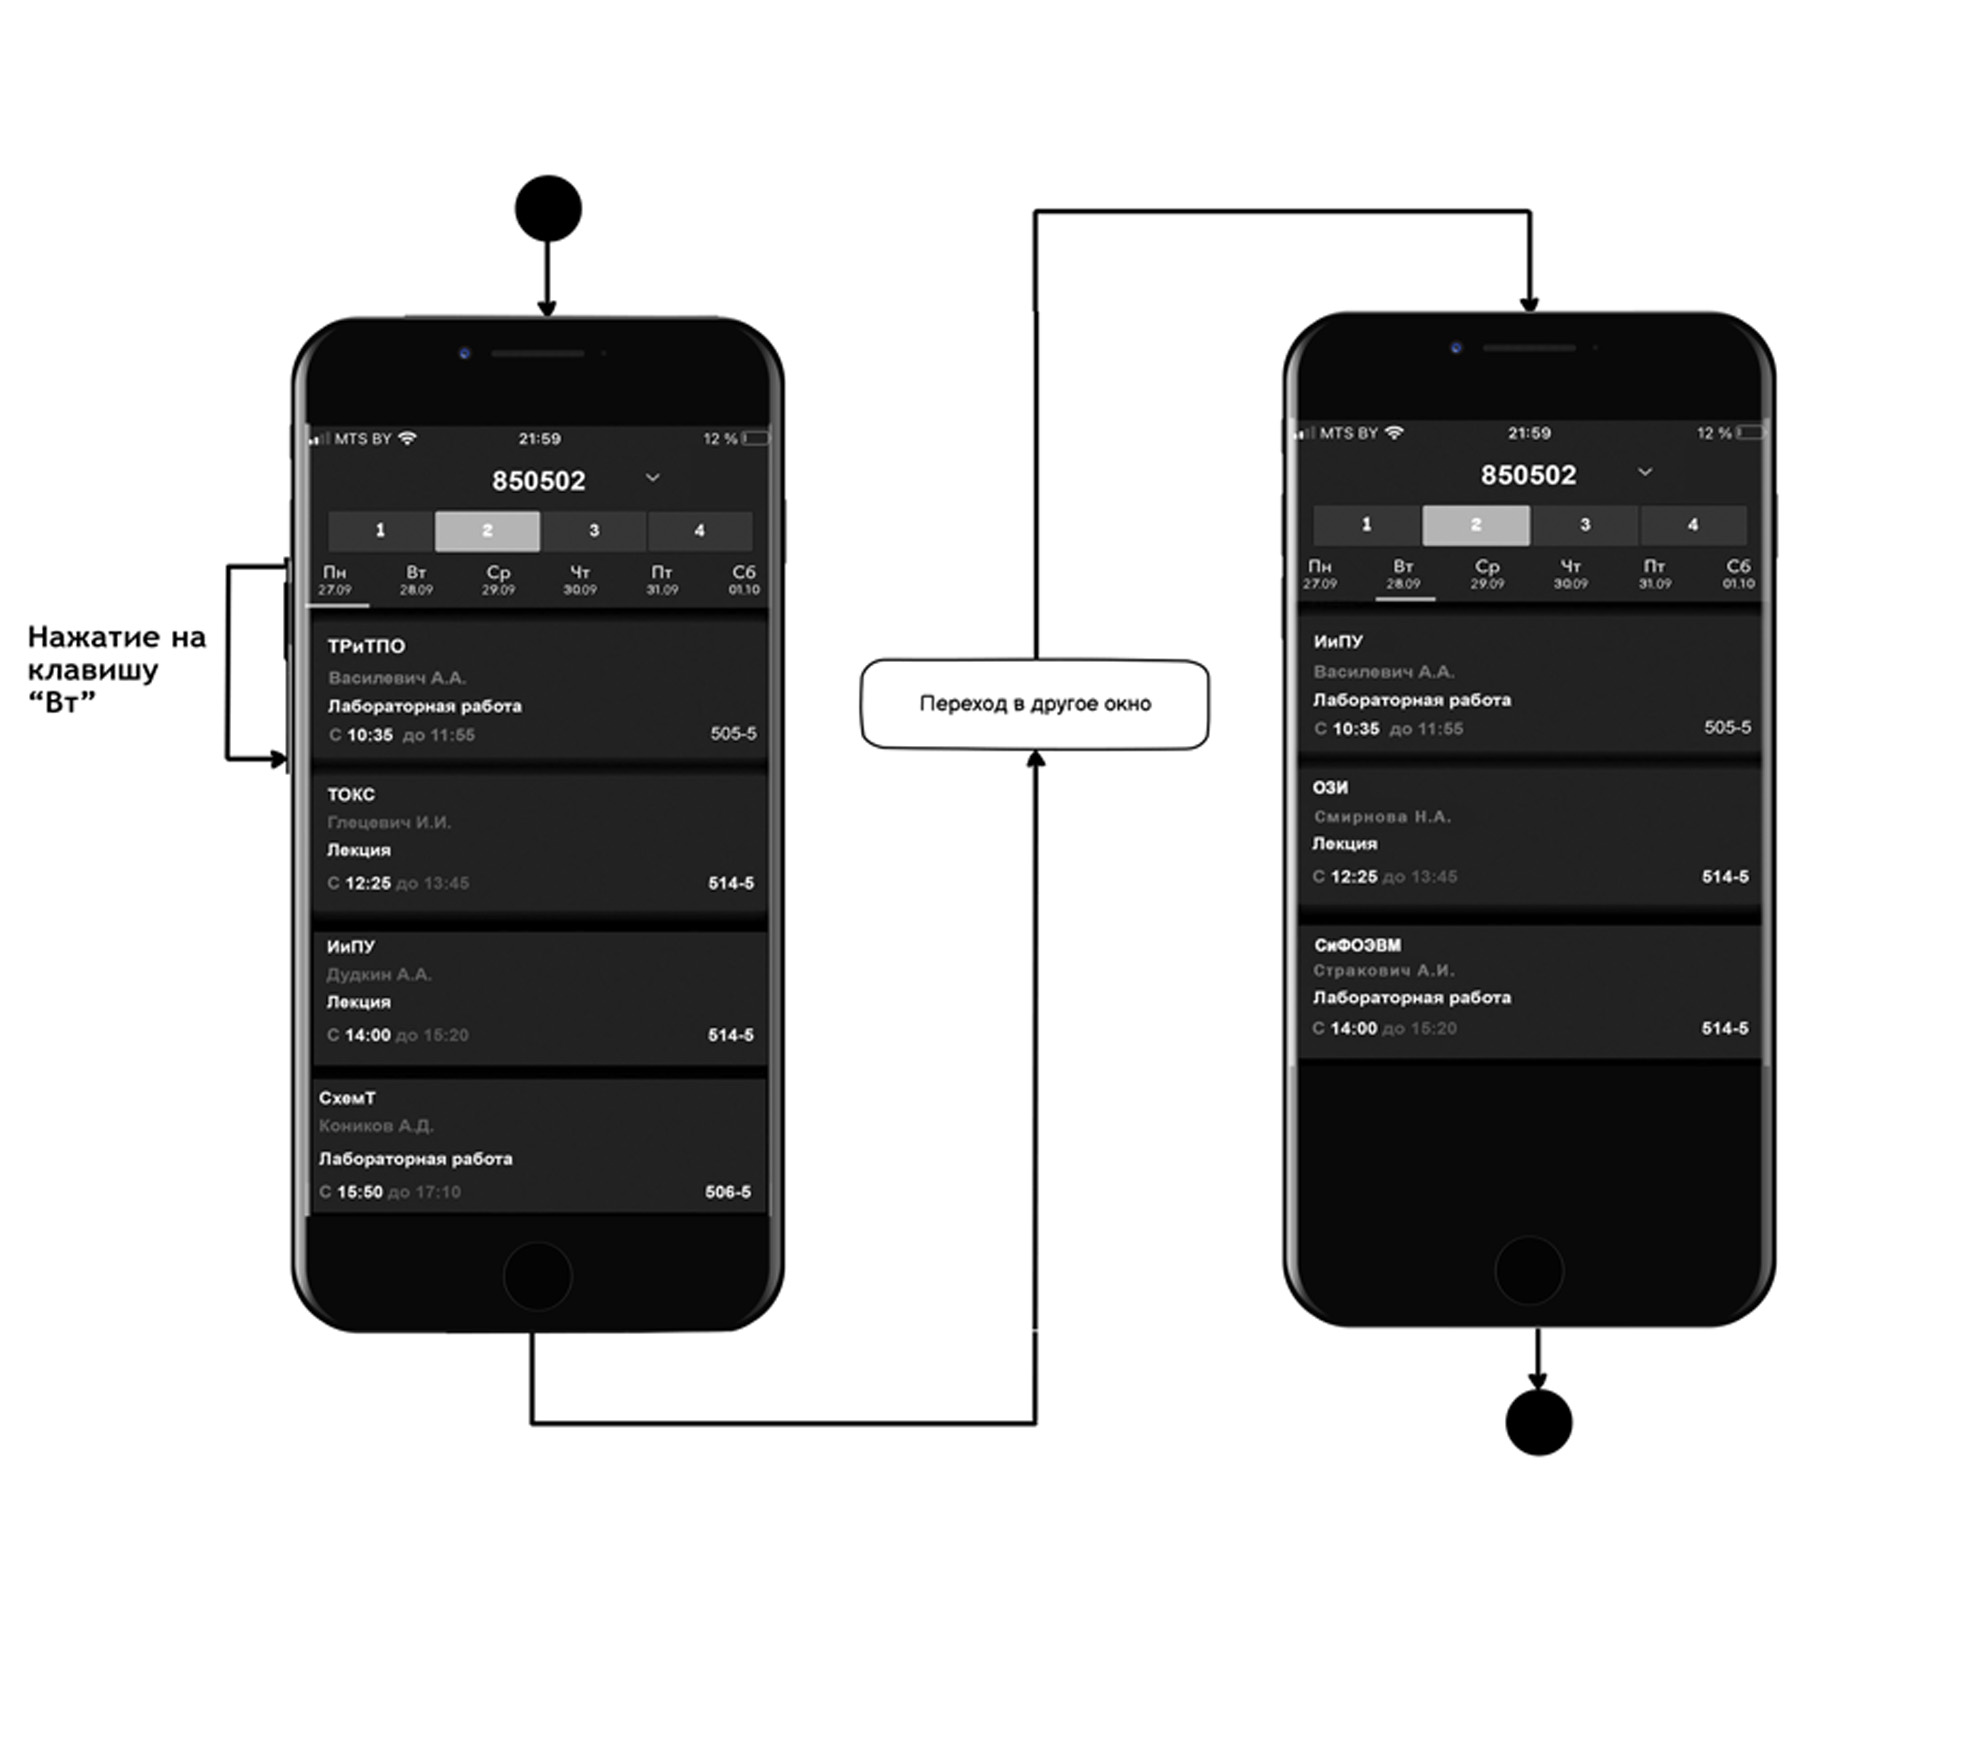 Нажатие на
клавишу
“Вт”
MTS BY 21:59 12 %
850502
1 2 3 4
Пн Вт Ср Чт Пт Сб
27.09 28.09 29.09 30.09 31.09 01.10
ТРиТПО
Василевич А.А.
Лабораторная работа
С 10:35 до 11:55 505-5
ТОКС
Глецевич И.И.
Лекция
С 12:25 до 13:45 514-5
ИиПУ
Дудкин А.А.
Лекция
С 14:00 до 15:20 514-5
СхемТ
Коников А.Д.
Лабораторная работа
С 15:50 до 17:10 506-5
Переход в другое окно
MTS BY 21:59 12 %
850502
1 2 3 4
Пн Вт Ср Чт Пт Сб
27.09 28.09 29.09 30.09 31.09 01.10
ИиПУ
Василевич А.А.
Лабораторная работа
С 10:35 до 11:55 505-5
ОЗИ
Смирнова Н.А.
Лекция
С 12:25 до 13:45 514-5
СиФОЭВМ
Стракович А.И.
Лабораторная работа
С 14:00 до 15:20 514-5